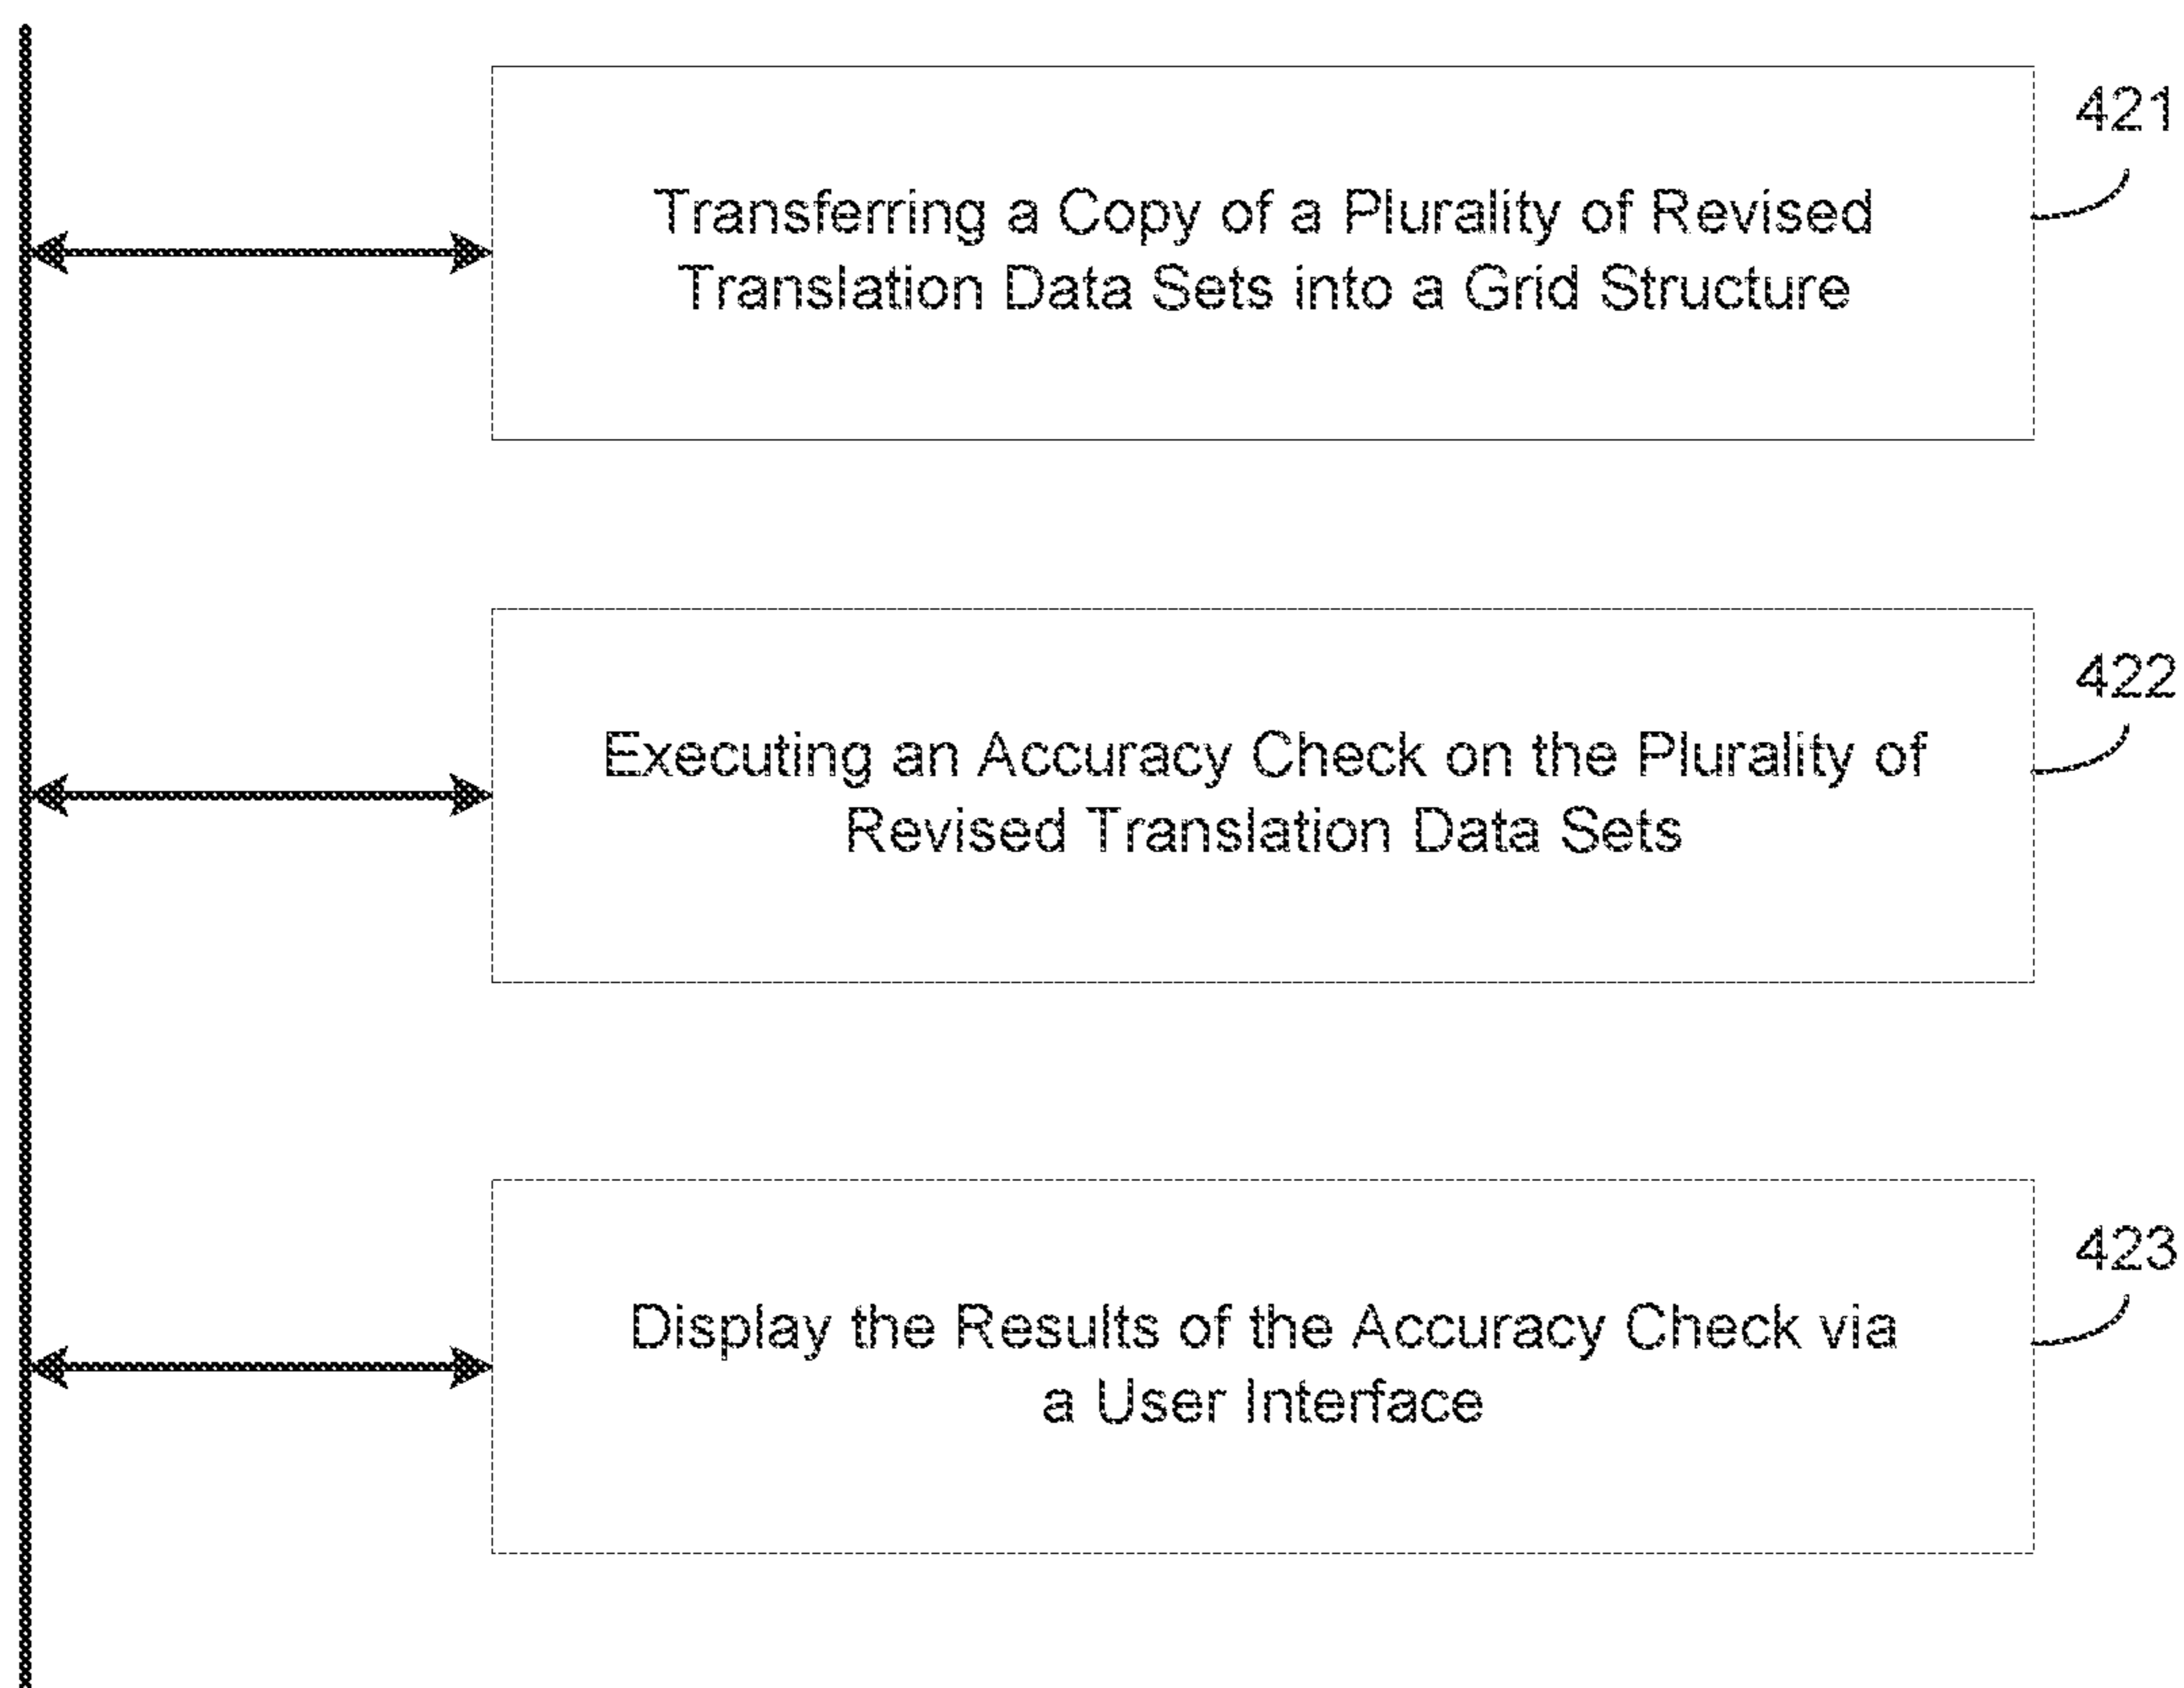 421
Transferring a Copy of a Plurality of Revised
Translation Data Sets into a Grid Structure
422
Executing an Accuracy Check on the Plurality of
Revised Translation Data Sets
423
Display the Results of the Accuracy Check via
a User Interface